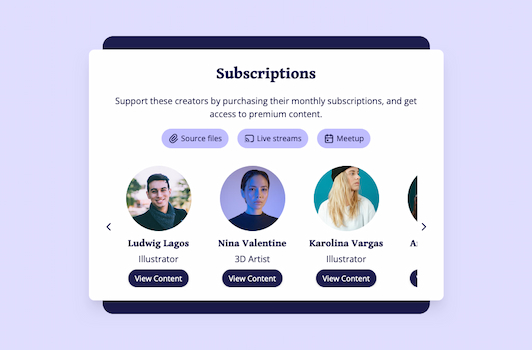 Subscriptions
Support these creators by purchasing their monthly subscriptions, and get
access to premium content.
Source files
Live streams
Meetup
Ludwig Lagos
Nina Valentine
Karolina Vargas
Illustrator
3D Artist
Illustrator
View Content
View Content
View Content